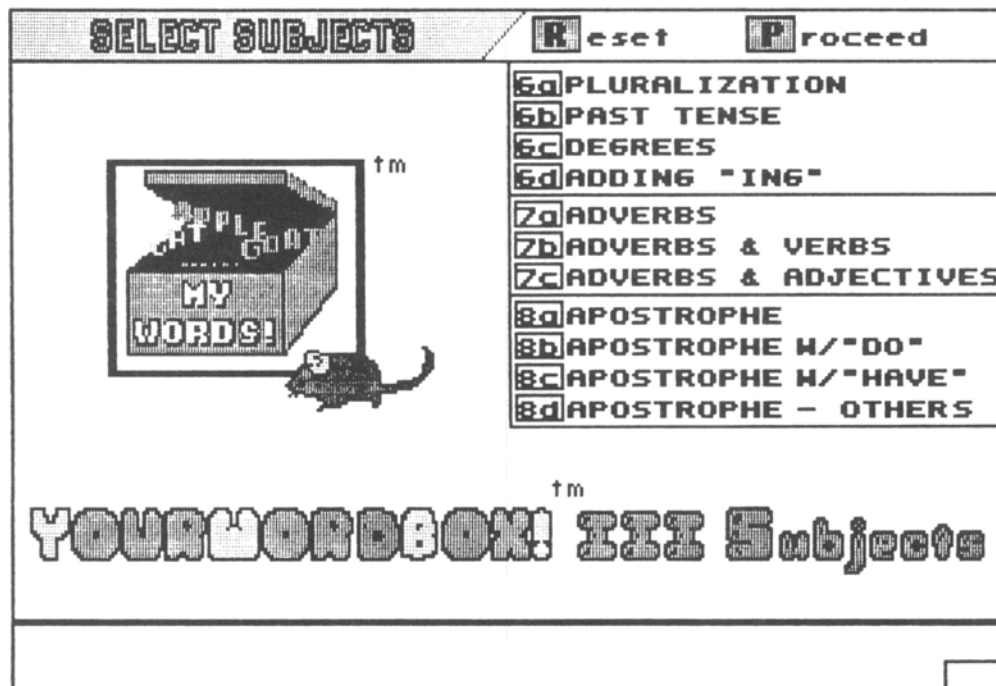 SELECT SUBJECTS
Reset
Proceed
6a PLURALIZATION
6b PAST TENSE
6c DEGREES
6d ADDING "ING"
7a ADVERBS
7b ADVERBS & VERBS
7c ADVERBS & ADJECTIVES
8a APOSTROPHE
8b APOSTROPHE W/"DO"
8c APOSTROPHE W/"HAVE"
8d APOSTROPHE – OTHERS
tm
MY
WORDS!
tm
YOURWORDBOX! III Subjects